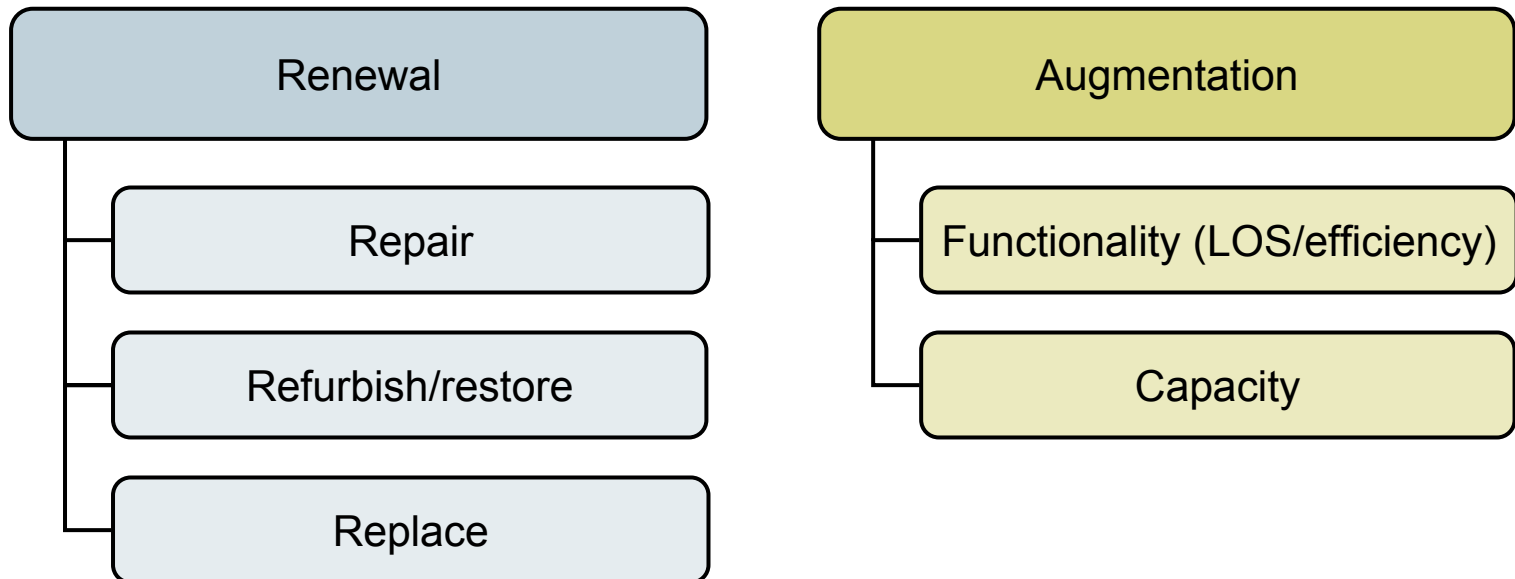 Renewal
Repair
Refurbish/restore
Replace
Augmentation
Functionality (LOS/efficiency)
Capacity